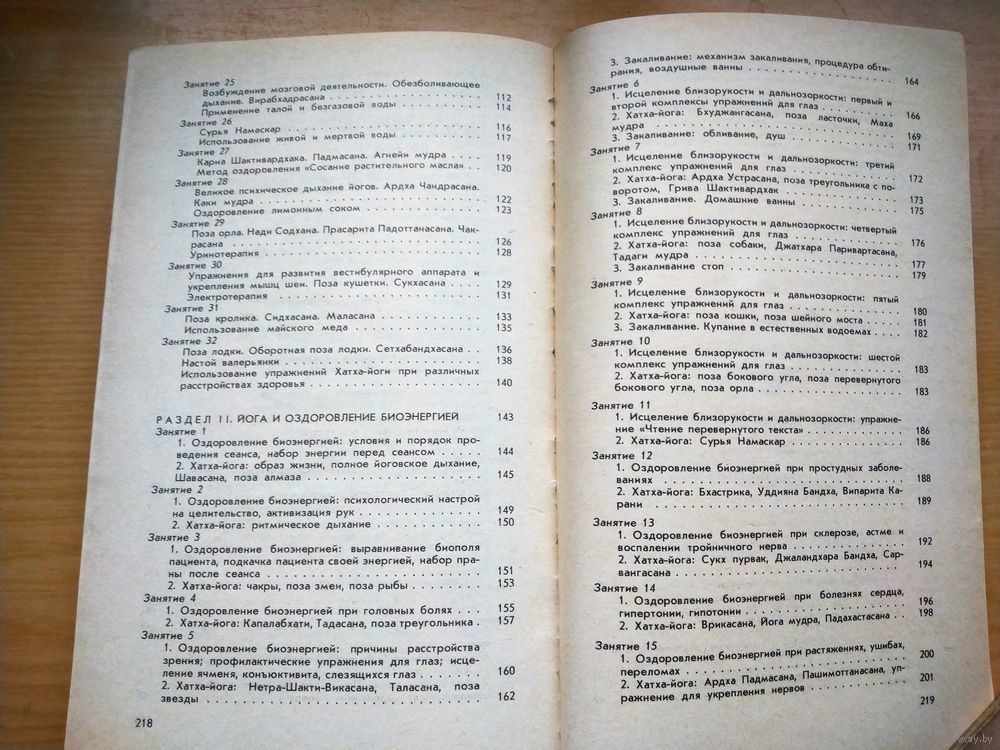 Занятие 25
Возбуждение мозговой деятельности. Обезболивающее
дыхание. Вирабхадрасана . . . . . . . . . . 112
Применение талой и безгазовой воды . . . . . . . 114
Занятие 26
Сурья Намаскар . . . . . . . . . . 116
Использование живой и мертвой воды . . . . . . . 117
Занятие 27
Карна Шактивардхака. Падмасана. Агнейи мудра . . . . 119
Метод оздоровления «Сосание растительного масла» . . 120
Занятие 28
Великое психическое дыхание йогов. Ардха Чандрасана.
Каки мудра . . . . . . . . . . 122
Оздоровление лимонным соком . . . . . . . . 123
Занятие 29
Поза орла. Нади Содхана. Прасарита Падоттанасана. Чак-
расана . . . . . . . . . . 126
Уринотерапия . . . . . . . . . . 128
Занятие 30
Упражнения для развития вестибулярного аппарата и
укрепления мышц шеи. Поза кушетки. Сукхасана . . . 129
Электротерапия . . . . . . . . . . 131
Занятие 31
Поза кролика. Сидхасана. Маласана . . . . . . . 133
Использование майского меда . . . . . . . . 135
Занятие 32
Поза лодки. Оборотная поза лодки. Сетхабандхасана . . 136
Настой валерьянки . . . . . . . . . . 138
Использование упражнений Хатха-йоги при различных
расстройствах здоровья . . . . . . . . . . 140
РАЗДЕЛ II. ЙОГА И ОЗДОРОВЛЕНИЕ БИОЭНЕРГИЕЙ 143
Занятие 1
1. Оздоровление биоэнергией: условия и порядок про-
ведения сеанса, набор энергии перед сеансом . . . . 144
2. Хатха-йога: образ жизни, полное йоговское дыхание,
Шавасана, поза алмаза . . . . . . . . . . 145
Занятие 2
1. Оздоровление биоэнергией: психологический настрой
на целительство, активизация рук . . . . . . . 149
2. Хатха-йога: ритмическое дыхание . . . . . . . 150
Занятие 3
1. Оздоровление биоэнергией: выравнивание биополя
пациента, подкачка пациента своей энергией, набор пра-
ны после сеанса . . . . . . . . . . 151
2. Хатха-йога: чакры, поза змеи, поза рыбы . . . . . 153
Занятие 4
1. Оздоровление биоэнергией при головных болях . . . 155
2. Хатха-йога: Капалабхати, Тадасана, поза треугольника . 157
Занятие 5
1. Оздоровление биоэнергией: причины расстройства
зрения; профилактические упражнения для глаз; исце-
ление ячменя, конъюктивита, слезящихся глаз . . . . 160
2. Хатха-йога: Нетра-Шакти-Викасана, Таласана, поза
звезды . . . . . . . . . . 162
218
3. Закаливание: механизм закаливания, процедура обти-
рания, воздушные ванны . . . . . . . . . . 164
Занятие 6
1. Исцеление близорукости и дальнозоркости: первый и
второй комплексы упражнений для глаз . . . . . . 166
2. Хатха-йога: Бхуджангасана, поза ласточки, Маха
мудра . . . . . . . . . . 169
3. Закаливание: обливание, душ . . . . . . . . 171
Занятие 7
1. Исцеление близорукости и дальнозоркости: третий
комплекс упражнений для глаз . . . . . . . . 172
2. Хатха-йога: Ардха Устрасана, поза треугольника с по-
воротом, Грива Шактивардхак . . . . . . . . 173
3. Закаливание. Домашние ванны . . . . . . . . 175
Занятие 8
1. Исцеление близорукости и дальнозоркости: четвертый
комплекс упражнений для глаз . . . . . . . . 176
2. Хатха-йога: поза собаки, Джатхара Паривартасана,
Тадаги мудра . . . . . . . . . . 177
3. Закаливание стоп . . . . . . . . . . 179
Занятие 9
1. Исцеление близорукости и дальнозоркости: пятый
комплекс упражнений для глаз . . . . . . . . 180
2. Хатха-йога: поза кошки, поза шейного моста . . . . . 181
3. Закаливание. Купание в естественных водоемах . . . 182
Занятие 10
1. Исцеление близорукости и дальнозоркости: шестой
комплекс упражнений для глаз . . . . . . . . 183
2. Хатха-йога: поза бокового угла, поза перевернутого
бокового угла, поза орла . . . . . . . . . . 183
Занятие 11
1. Исцеление близорукости и дальнозоркости: упражне-
ние «Чтение перевернутого текста» . . . . . . . 186
2. Хатха-йога: Сурья Намаскар . . . . . . . . 186
Занятие 12
1. Оздоровление биоэнергией при простудных заболе-
ваниях . . . . . . . . . . 188
2. Хатха-йога: Бхастрика, Уддияна Бандха, Випарита Ка-
рани . . . . . . . . . . 189
Занятие 13
1. Оздоровление биоэнергией при склерозе, астме и
воспалении тройничного нерва . . . . . . . . 192
2. Хатха-йога: Сукх пурвак, Джаландхара Бандха, Сар-
вангасана . . . . . . . . . . 194
Занятие 14
1. Оздоровление биоэнергией при болезнях сердца,
гипертонии, гипотонии . . . . . . . . . . 196
2. Хатха-йога: Врикасана, Йога мудра, Падахастасана . . 198
Занятие 15
1. Оздоровление биоэнергией при растяжениях, ушибах,
переломах . . . . . . . . . . 200
2. Хатха-йога: Ардха Падмасана, Пашимоттанасана, уп-
ражнение для укрепления нервов . . . . . . . . 201
219
ay.by